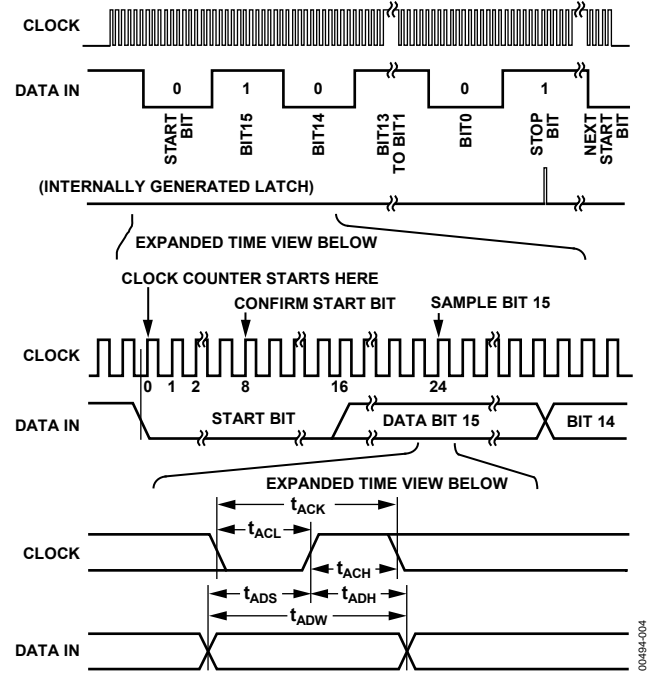 CLOCK
DATA IN
0 1 0 0 1
START BIT
BIT15
BIT14
BIT13 TO BIT1
BIT0
STOP BIT
NEXT START BIT
(INTERNALLY GENERATED LATCH)
EXPANDED TIME VIEW BELOW
CLOCK COUNTER STARTS HERE
CONFIRM START BIT
SAMPLE BIT 15
CLOCK
0 1 2 8 16 24
DATA IN
START BIT
DATA BIT 15
BIT 14
EXPANDED TIME VIEW BELOW
tACK
tACL
CLOCK
tACH
tADS
tADH
tADW
DATA IN
00494-004